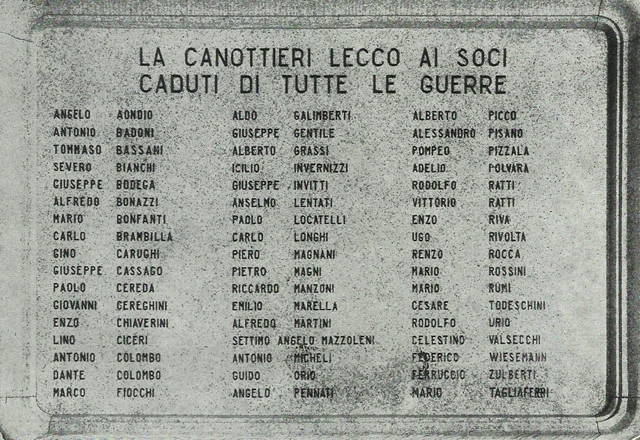 LA CANOTTIERI LECCO AI SOCI
CADUTI DI TUTTE LE GUERRE
ANGELO AONDIO
ANTONIO BADONI
TOMMASO BASSANI
SEVERO BIANCHI
GIUSEPPE BODEGA
ALFREDO BONAZZI
MARIO BONFANTI
CARLO BRAMBILLA
GINO CARUGHI
GIUSEPPE CASSAGO
PAOLO CEREDA
GIOVANNI CEREGHINI
ENZO CHIAVERINI
LINO CICERI
ANTONIO COLOMBO
DANTE COLOMBO
MARCO FIOCCHI
ALDO GALIMBERTI
GIUSEPPE GENTILE
ALBERTO GRASSI
ICILIO INVERNIZZI
GIUSEPPE INVITTI
ANSELMO LENTATI
PAOLO LOCATELLI
CARLO LONGHI
PIERO MAGNANI
PIETRO MAGNI
RICCARDO MANZONI
EMILIO MARELLA
ALFREDO MARTINI
SETTIMO ANGELO MAZZOLENI
ANTONIO MICHELI
GUIDO ORIO
ANGELO PENNATI
ALBERTO PICCO
ALESSANDRO PISANO
POMPEO PIZZALA
ADELIO POLVARA
RODOLFO RATTI
VITTORIO RATTI
ENZO RIVA
UGO RIVOLTA
RENZO ROCCA
MARIO ROSSINI
MARIO RUMI
CESARE TODESCHINI
RODOLFO URIO
CELESTINO VALSECCHI
FEDERICO WIESEMANN
FERRUCCIO ZULBERTI
MARIO TAGLIAFERRI